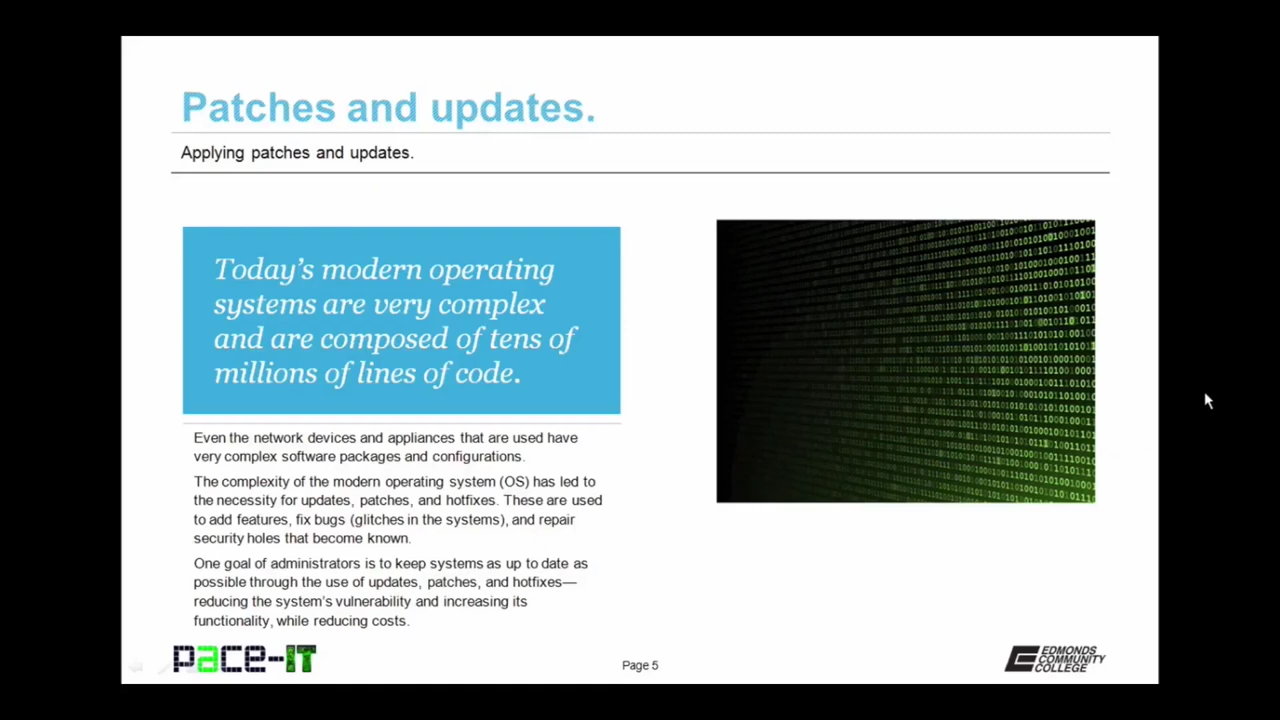 Patches and updates.
Applying patches and updates.
Today's modern operating
systems are very complex
and are composed of tens of
millions of lines of code.
Even the network devices and appliances that are used have
very complex software packages and configurations.
The complexity of the modern operating system (OS) has led to
the necessity for updates, patches, and hotfixes. These are used
to add features, fix bugs (glitches in the systems), and repair
security holes that become known.
One goal of administrators is to keep systems as up to date as
possible through the use of updates, patches, and hotfixes—
reducing the system's vulnerability and increasing its
functionality, while reducing costs.
pace-IT
Page 5
EDMONDS
COMMUNITY
COLLEGE